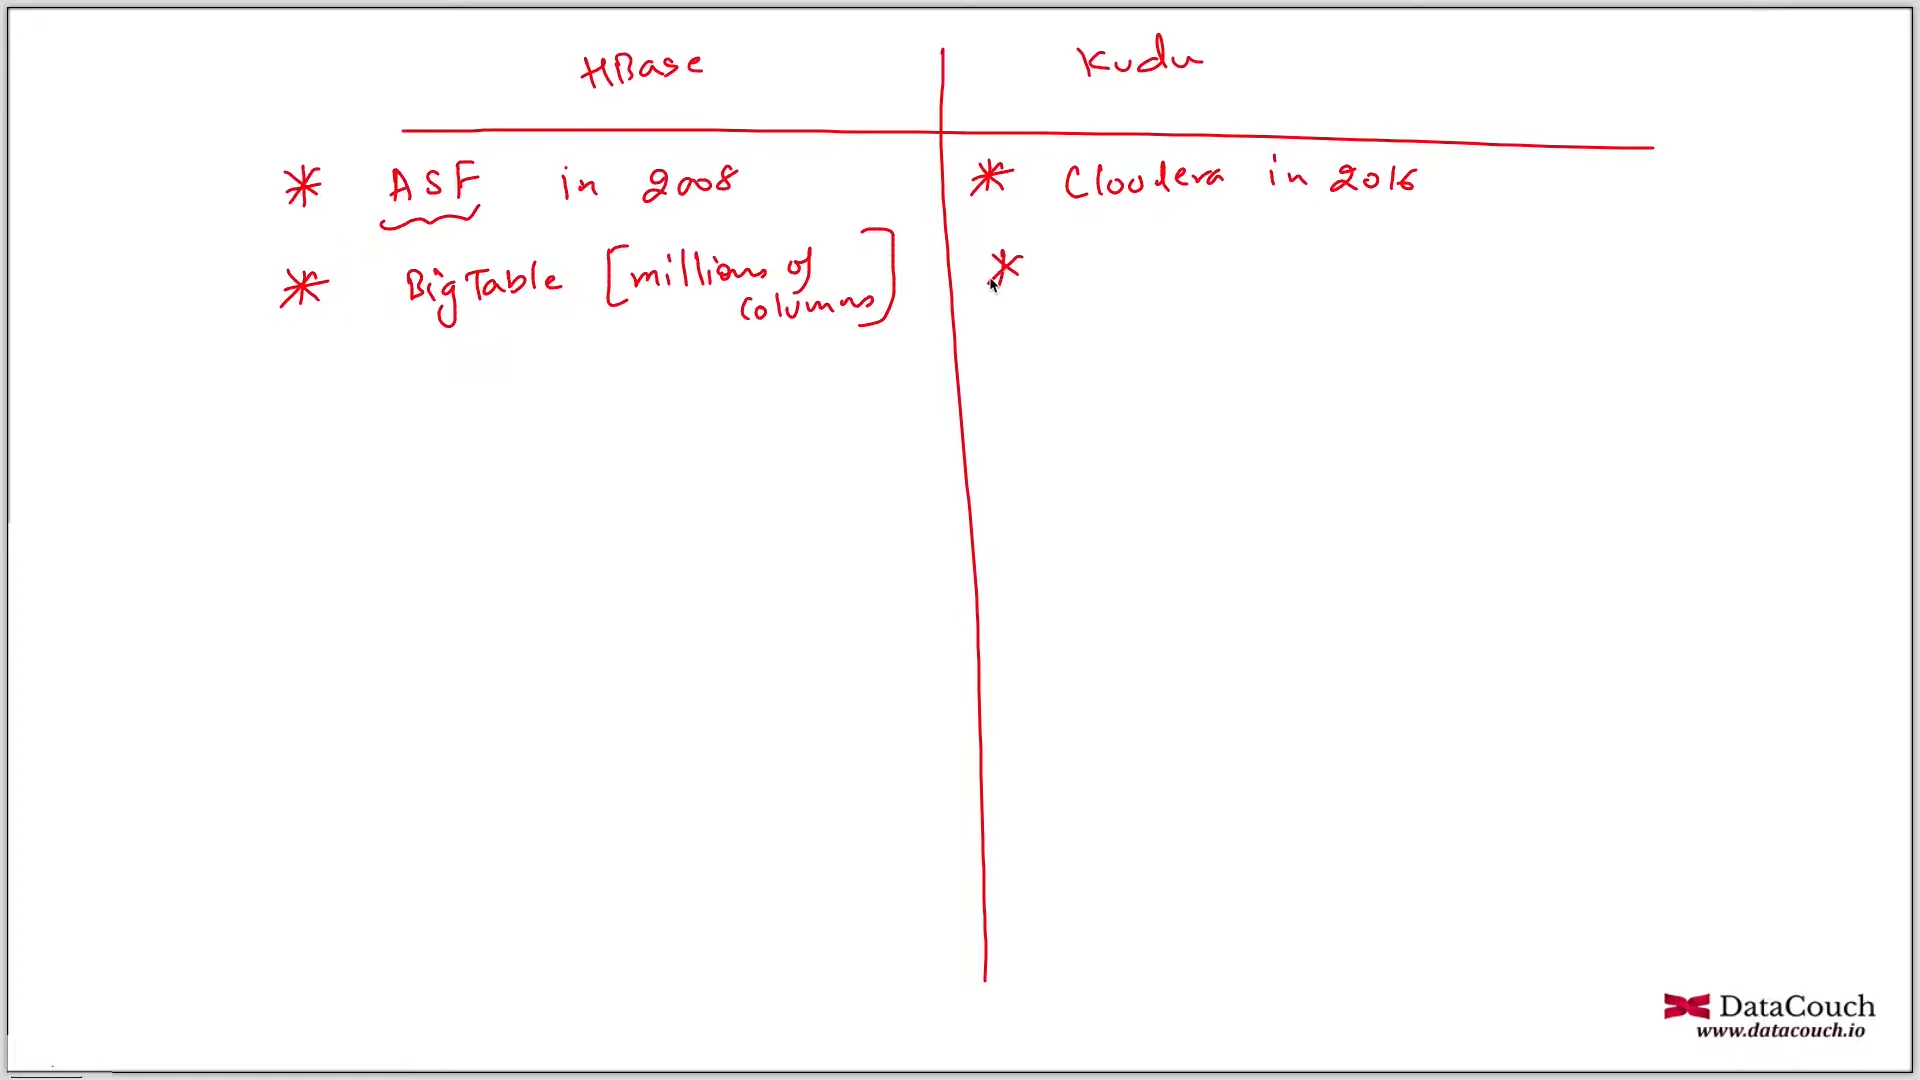 HBase
Kudu
* ASF in 2008
* Cloudera in 2016
* BigTable [millions of
columns]
*
DataCouch
www.datacouch.io